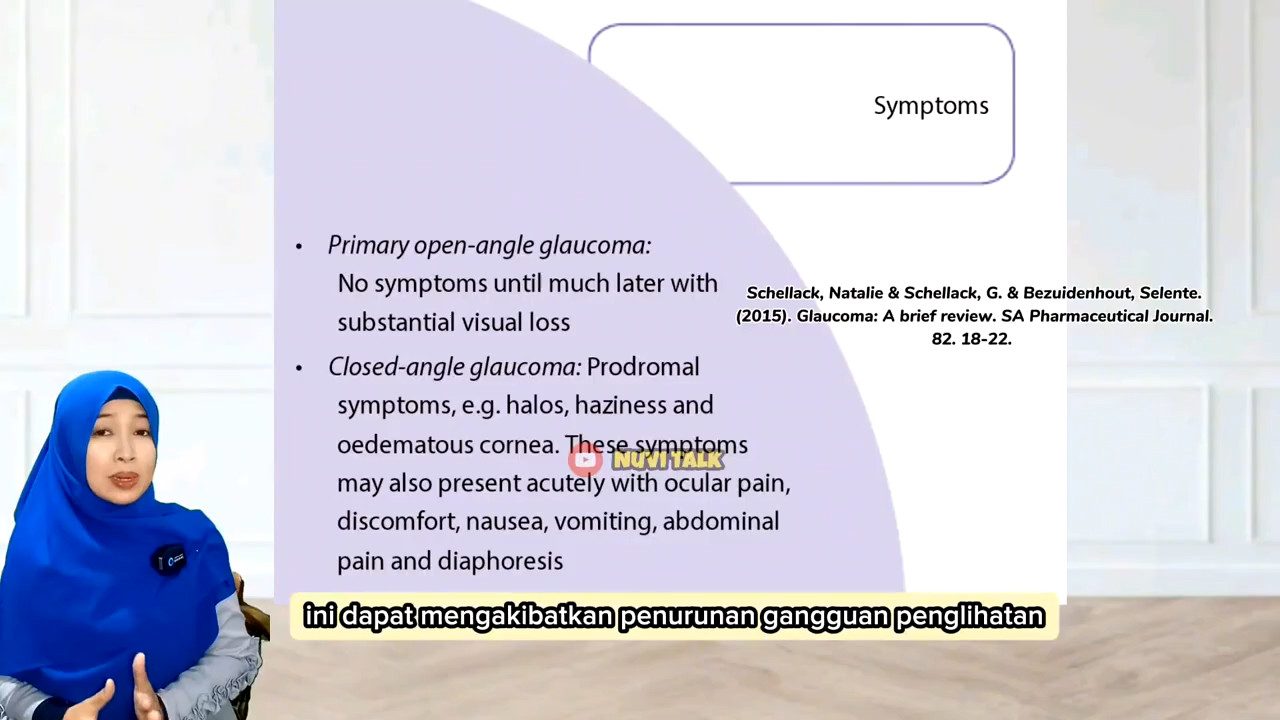 Symptoms
• Primary open-angle glaucoma:
No symptoms until much later with
substantial visual loss
• Closed-angle glaucoma: Prodromal
symptoms, e.g. halos, haziness and
oedematous cornea. These symptoms
may also present acutely with ocular pain,
discomfort, nausea, vomiting, abdominal
pain and diaphoresis
Schellack, Natalie & Schellack, G. & Bezuidenhout, Selente.
(2015). Glaucoma: A brief review. SA Pharmaceutical Journal.
82. 18-22.
NUVI TALK
ini dapat mengakibatkan penurunan gangguan penglihatan